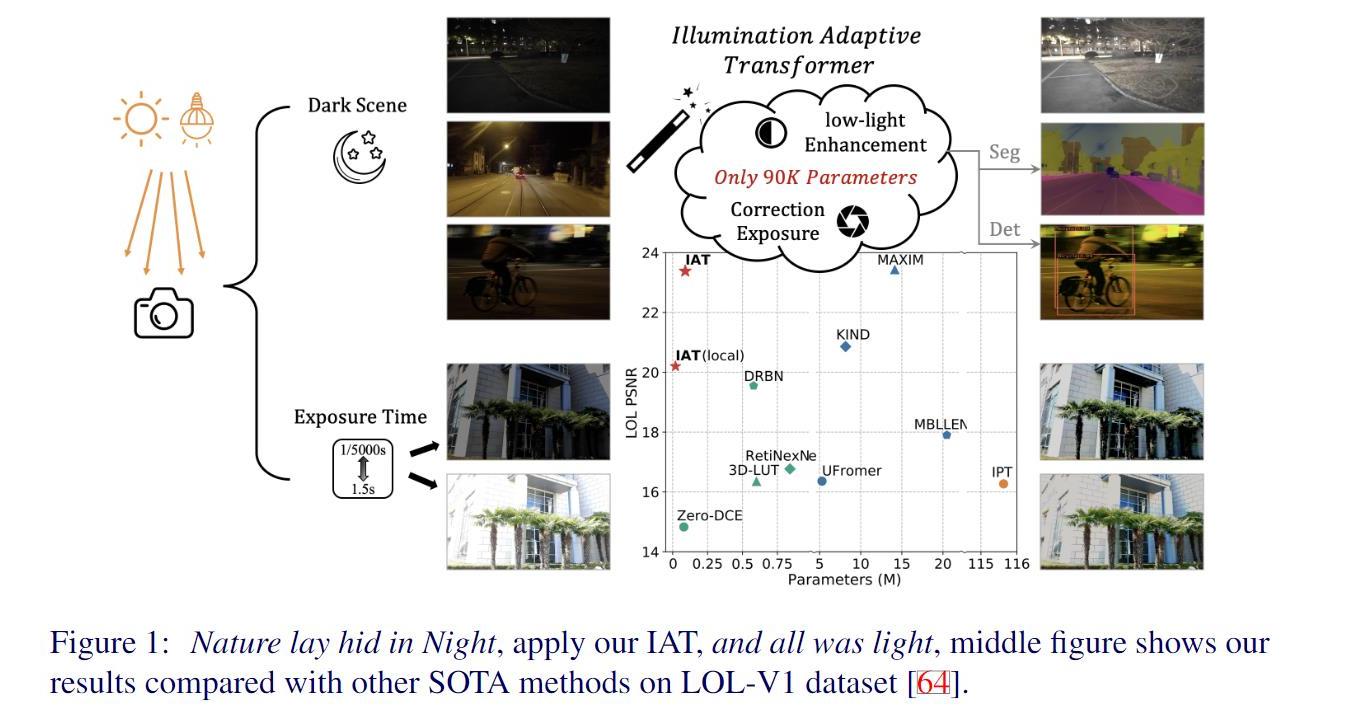 Illumination Adaptive
Transformer
Dark Scene
low-light
Enhancement
Only 90K Parameters
Correction
Exposure
Seg
Det
Exposure Time
1/5000s
1.5s
24
22
20
18
16
14
LOL PSNR
IAT
MAXIM
KIND
IAT(local)
DRBN
MBLLEN
RetiNexNe
3D-LUT
UFromer
IPT
Zero-DCE
0 0.25 0.5 0.75 5 10 15 20 115 116
Parameters (M)
Figure 1: Nature lay hid in Night, apply our IAT, and all was light, middle figure shows our
results compared with other SOTA methods on LOL-V1 dataset [64].